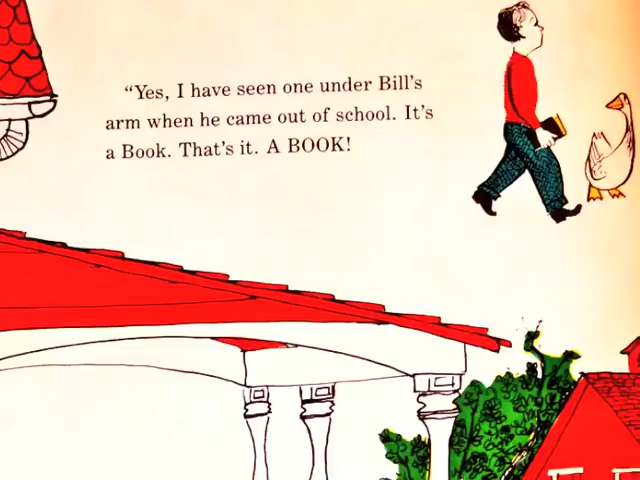 “Yes, I have seen one under Bill’s
arm when he came out of school. It’s
a Book. That’s it. A BOOK!